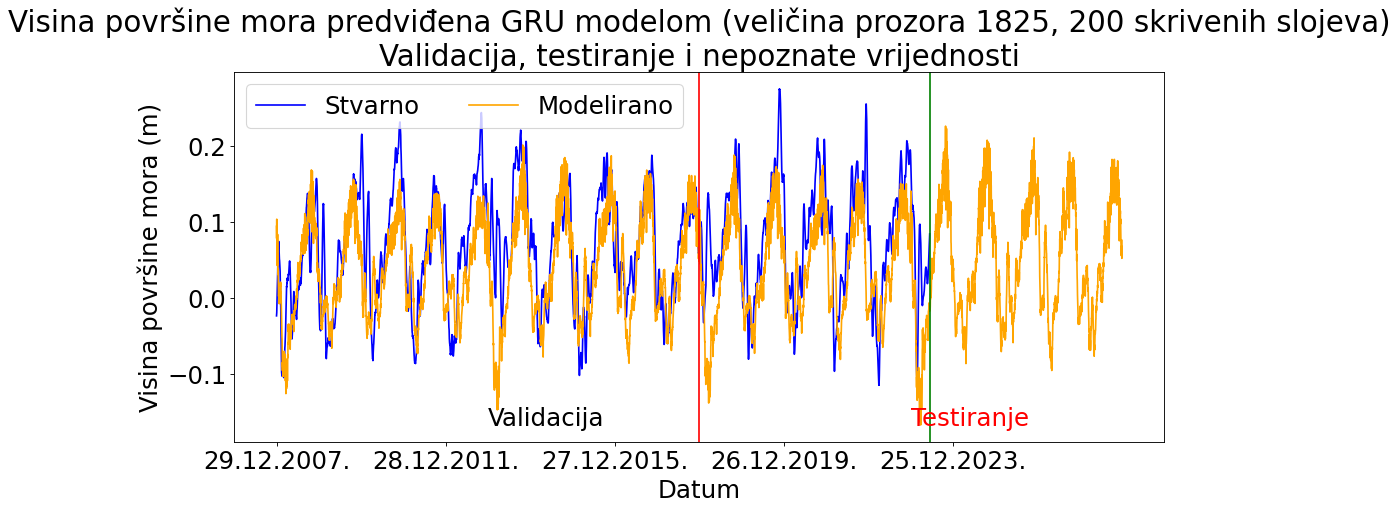 Visina površine mora predviđena GRU modelom (veličina prozora 1825, 200 skrivenih slojeva)
Validacija, testiranje i nepoznate vrijednosti
Stvarno Modelirano
Visina površine mora (m)
0.2
0.1
0.0
−0.1
Validacija Testiranje
29.12.2007. 28.12.2011. 27.12.2015. 26.12.2019. 25.12.2023.
Datum